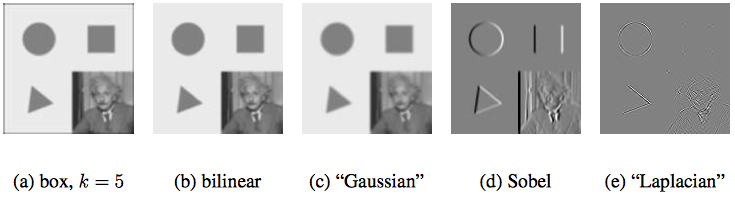 (a) box, k = 5 (b) bilinear (c) “Gaussian” (d) Sobel (e) “Laplacian”